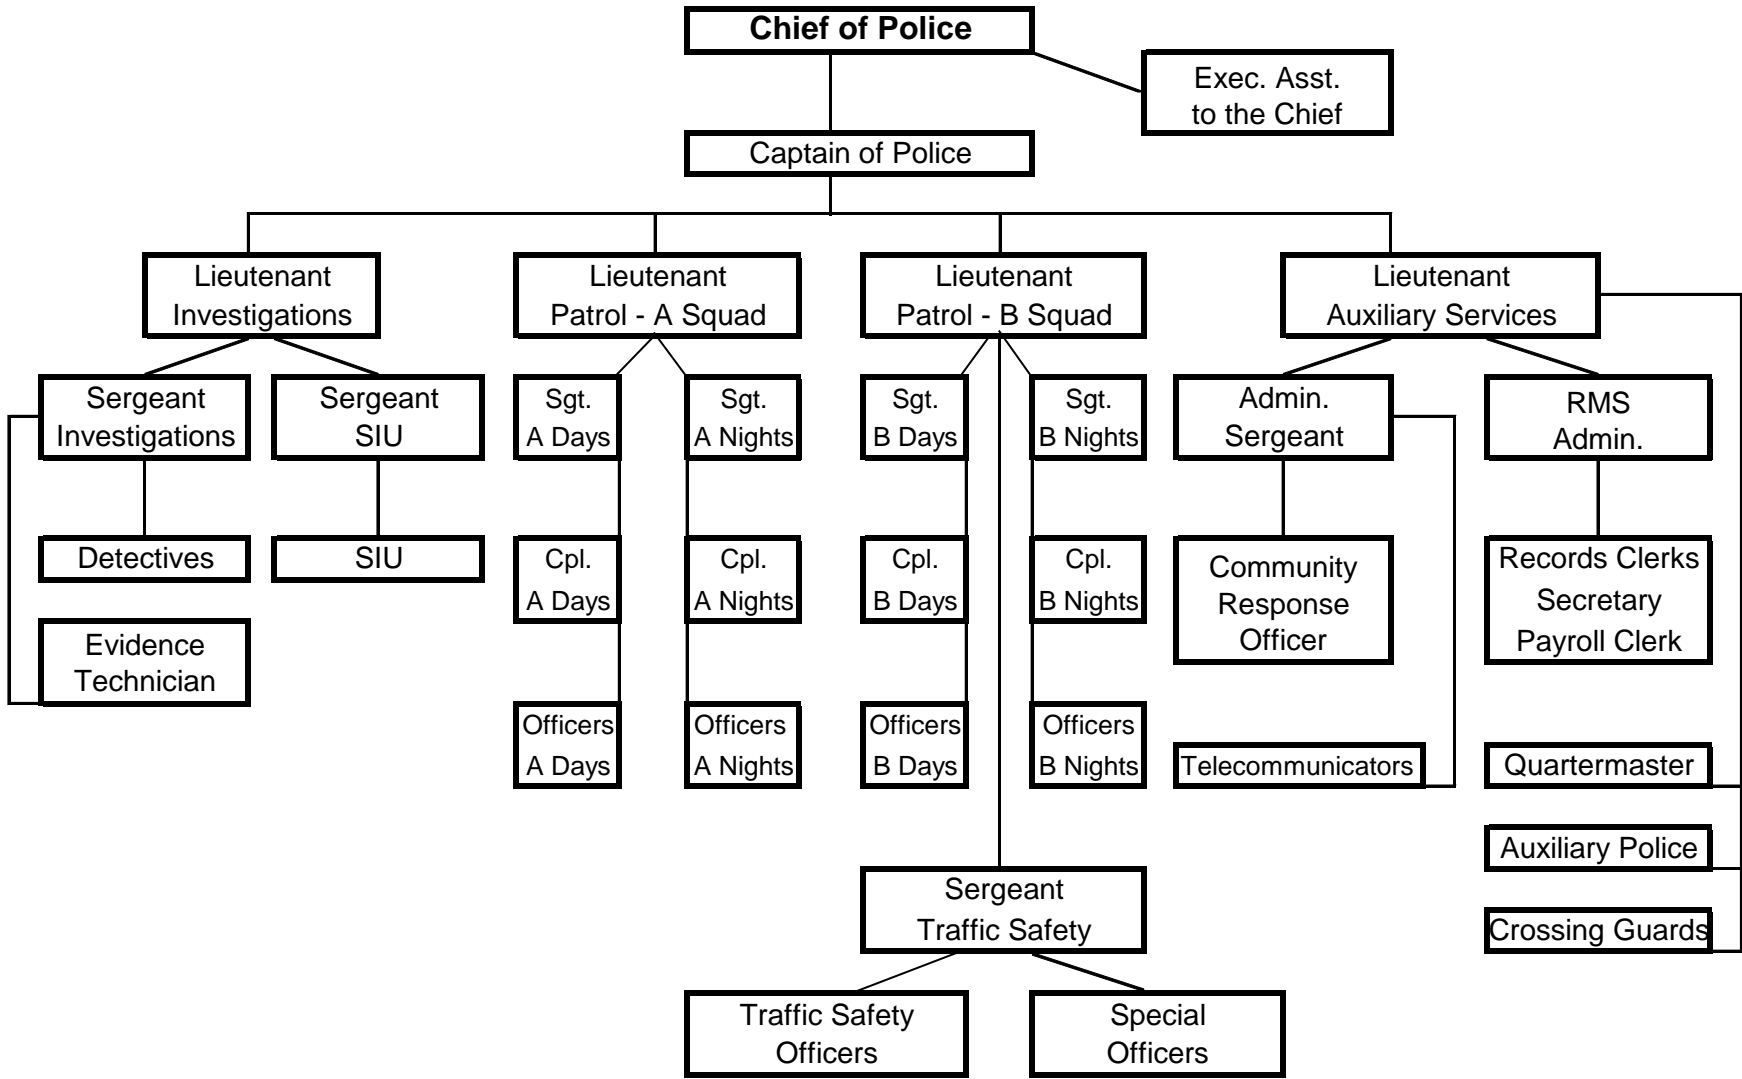 Chief of Police
Exec. Asst.
to the Chief
Captain of Police
Lieutenant
Investigations
Lieutenant
Patrol - A Squad
Lieutenant
Patrol - B Squad
Lieutenant
Auxiliary Services
Sergeant
Investigations
Sergeant
SIU
Sgt.
A Days
Sgt.
A Nights
Sgt.
B Days
Sgt.
B Nights
Admin.
Sergeant
RMS
Admin.
Detectives
SIU
Cpl.
A Days
Cpl.
A Nights
Cpl.
B Days
Cpl.
B Nights
Community
Response
Officer
Records Clerks
Secretary
Payroll Clerk
Evidence
Technician
Officers
A Days
Officers
A Nights
Officers
B Days
Officers
B Nights
Telecommunicators
Quartermaster
Auxiliary Police
Sergeant
Traffic Safety
Crossing Guards
Traffic Safety
Officers
Special
Officers